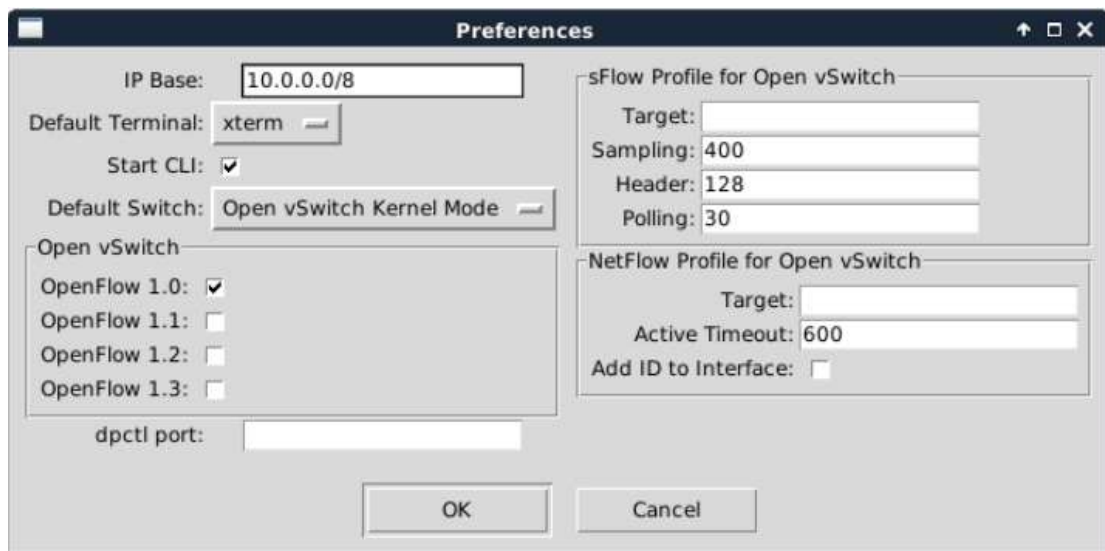 Preferences
IP Base: 10.0.0.0/8
Default Terminal: xterm
Start CLI:
Default Switch: Open vSwitch Kernel Mode
Open vSwitch
OpenFlow 1.0:
OpenFlow 1.1:
OpenFlow 1.2:
OpenFlow 1.3:
dpctl port:
sFlow Profile for Open vSwitch
Target:
Sampling: 400
Header: 128
Polling: 30
NetFlow Profile for Open vSwitch
Target:
Active Timeout: 600
Add ID to Interface:
OK
Cancel